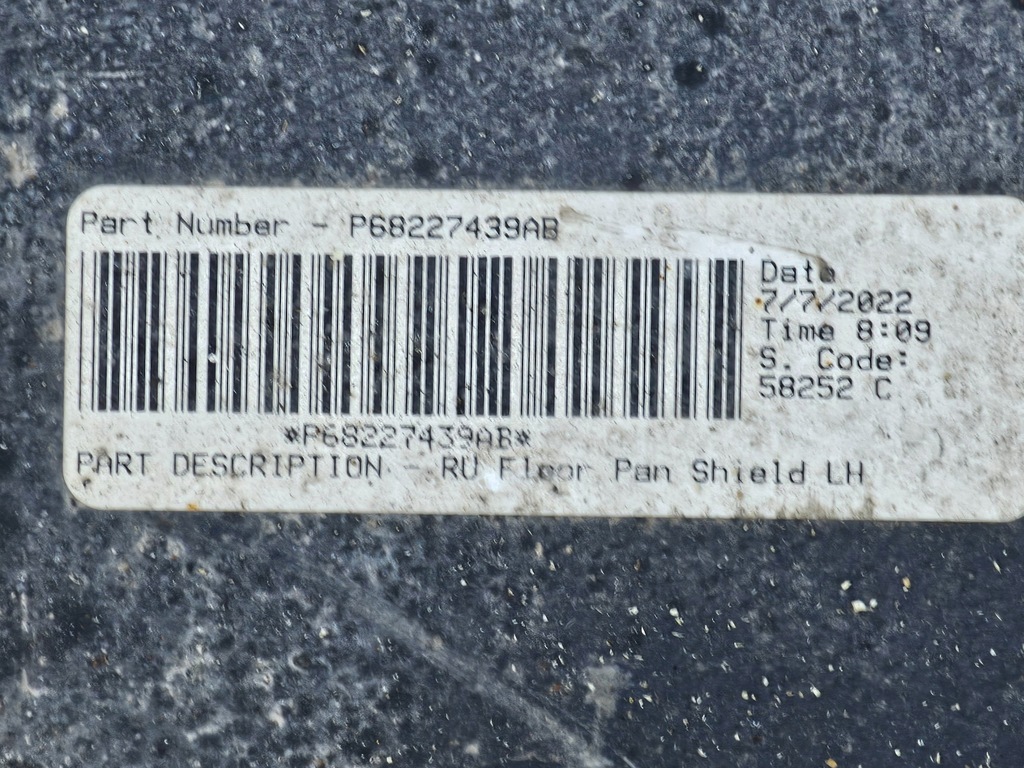 Part Number - P68227439AB
Date
7/7/2022
Time 8:09
S. Code:
58252 C
*P68227439AB*
PART DESCRIPTION - RU Floor Pan Shield LH